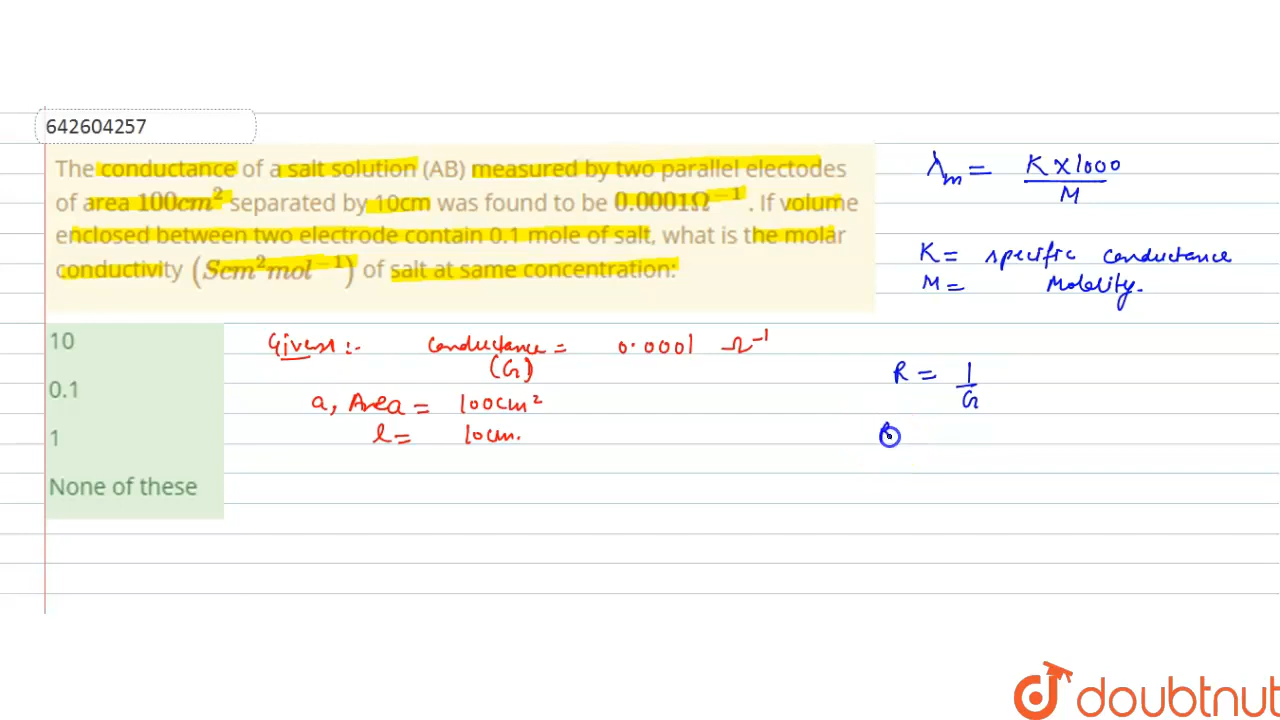 642604257
The conductance of a salt solution (AB) measured by two parallel electodes
of area 100cm² separated by 10cm was found to be 0.0001Ω⁻¹. If volume
enclosed between two electrode contain 0.1 mole of salt, what is the molar
conductivity (Scm²mol⁻¹) of salt at same concentration:
10
0.1
1
None of these
Given :- Conductance = 0.0001 Ω⁻¹
(G)
a, Area = 100cm²
l = 10cm.
λm = K×1000
M
K = specific conductance
M = Molality.
R = 1
G
doubtnut